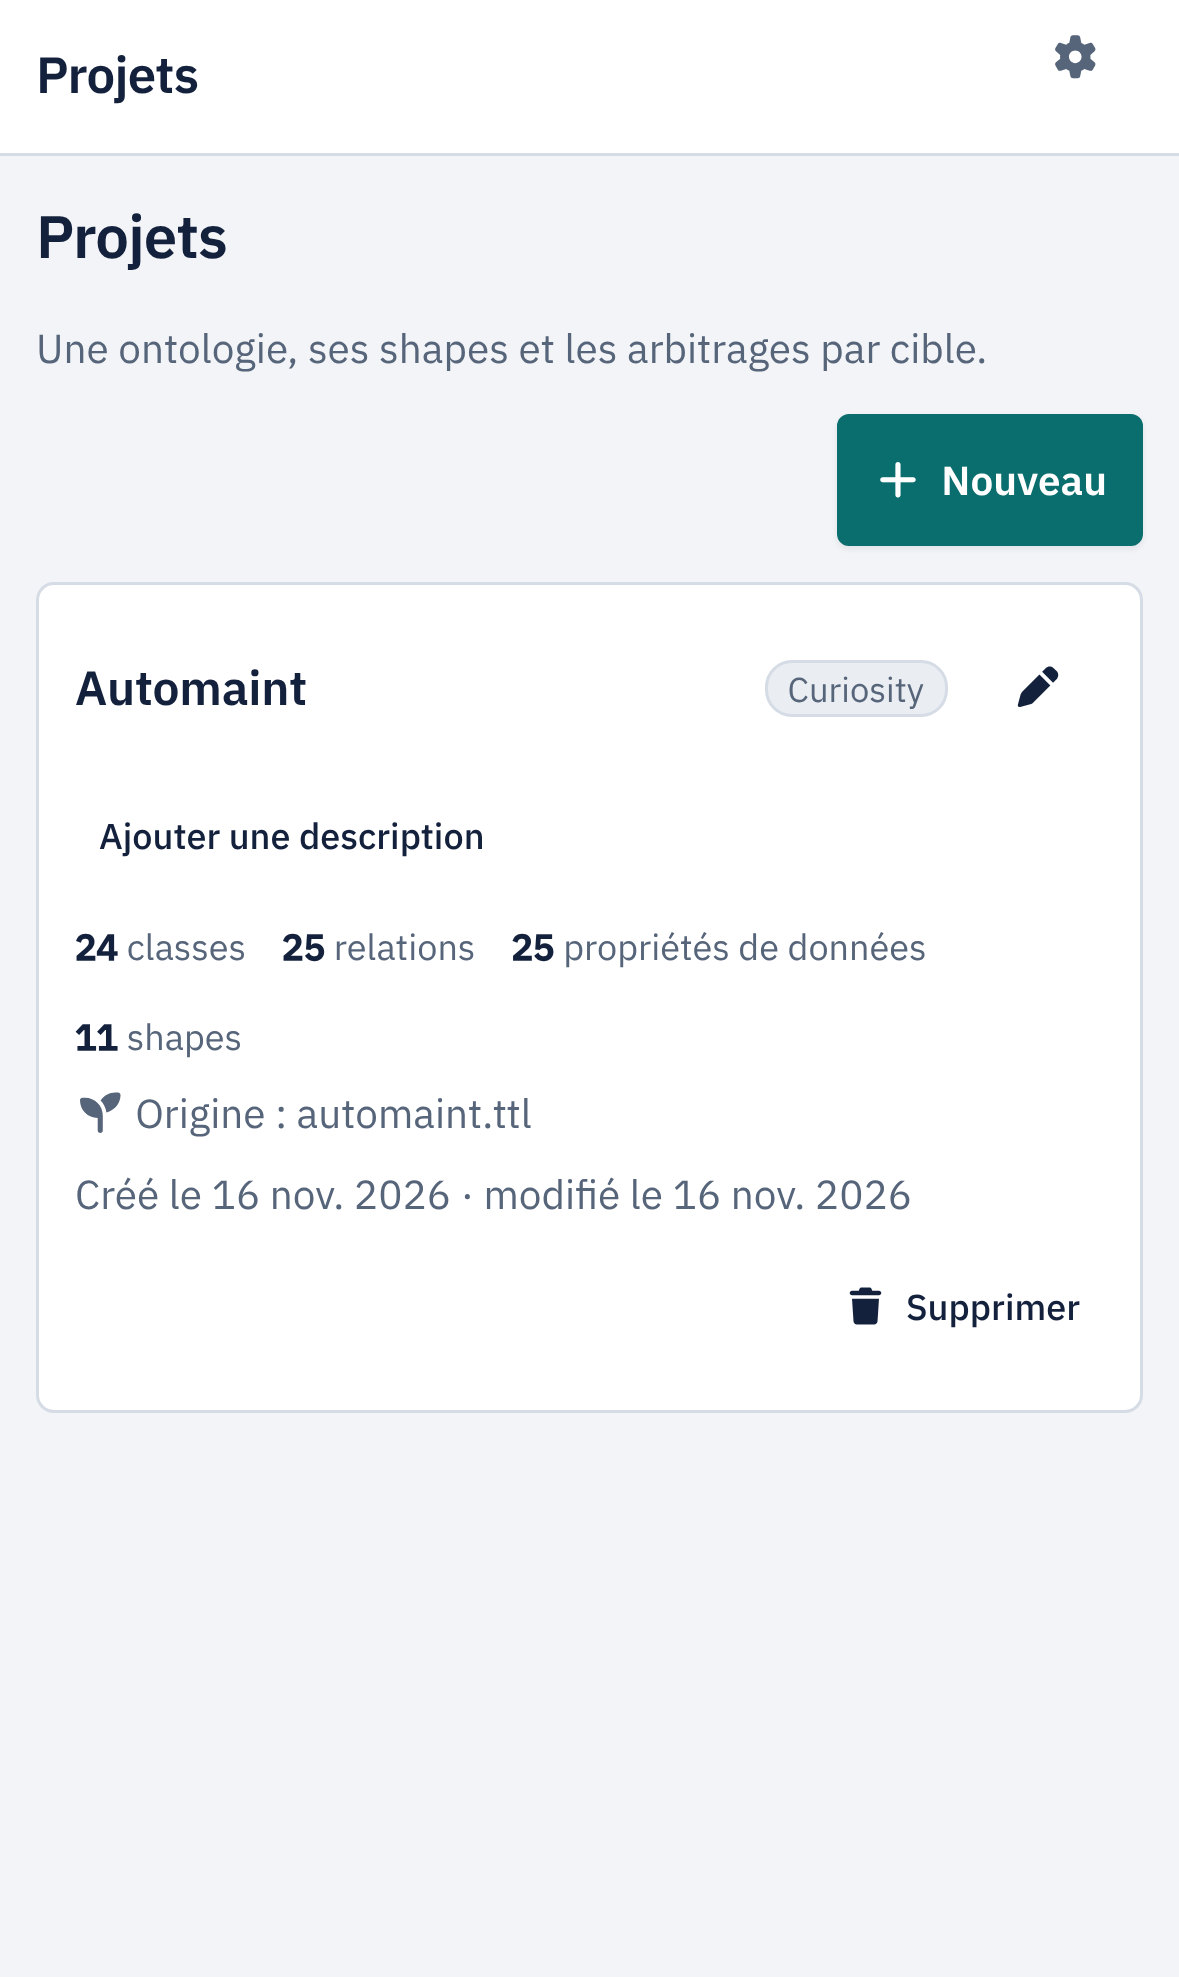 Projets
Projets
Une ontologie, ses shapes et les arbitrages par cible.
Nouveau
Automaint
Curiosity
Ajouter une description
24 classes 25 relations 25 propriétés de données
11 shapes
Origine : automaint.ttl
Créé le 16 nov. 2026 · modifié le 16 nov. 2026
Supprimer